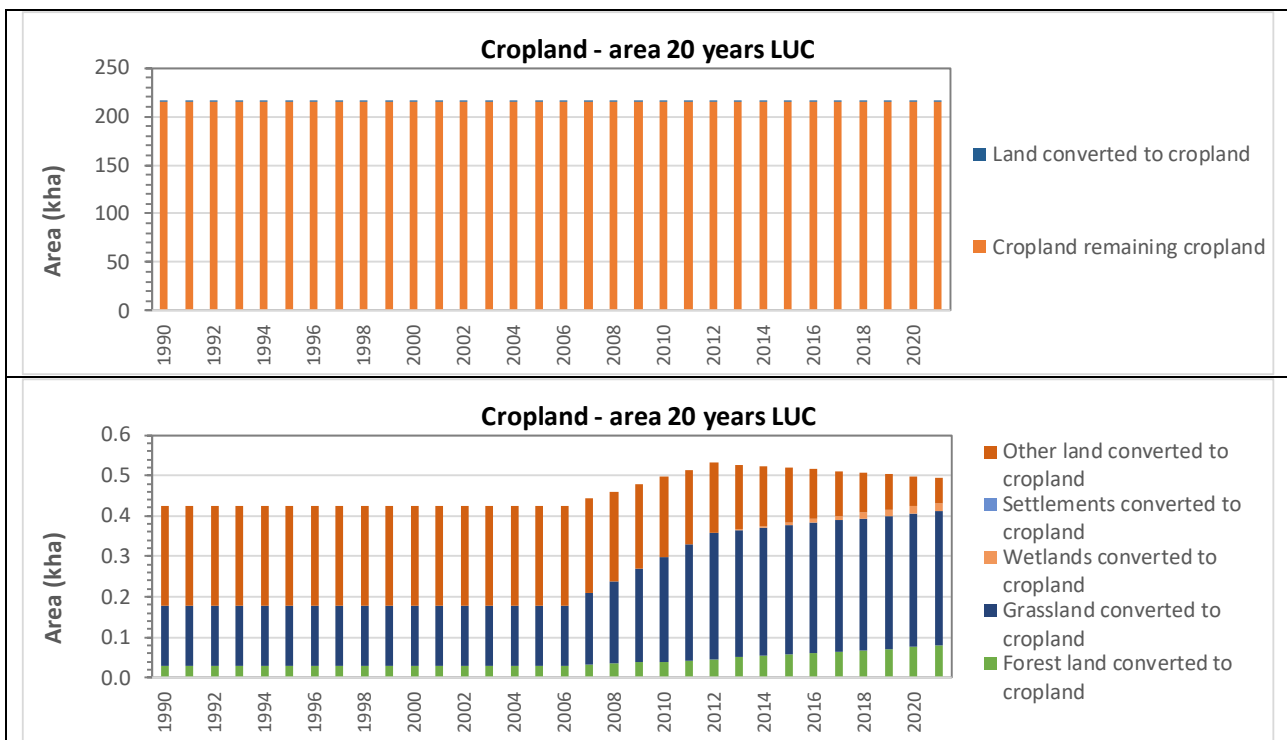 Cropland - area 20 years LUC
250
200
150
100
50
0
Area (kha)
1990
1992
1994
1996
1998
2000
2002
2004
2006
2008
2010
2012
2014
2016
2018
2020
Land converted to cropland
Cropland remaining cropland
Cropland - area 20 years LUC
0.6
0.5
0.4
0.3
0.2
0.1
0.0
Area (kha)
1990
1992
1994
1996
1998
2000
2002
2004
2006
2008
2010
2012
2014
2016
2018
2020
Other land converted to
cropland
Settlements converted to
cropland
Wetlands converted to
cropland
Grassland converted to
cropland
Forest land converted to
cropland